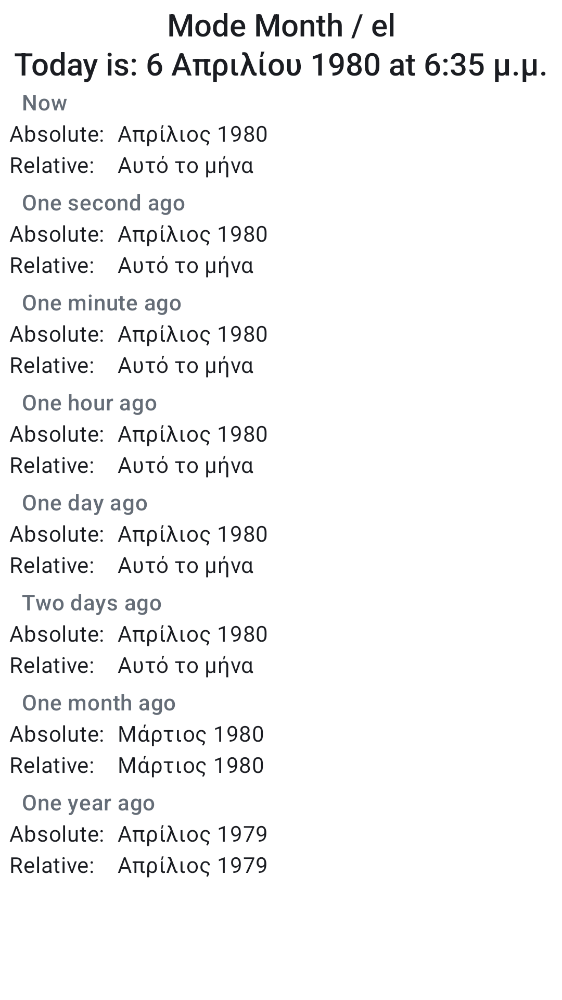 Mode Month / el
Today is: 6 Απριλίου 1980 at 6:35 μ.μ.
Now
Absolute: Απρίλιος 1980
Relative: Αυτό το μήνα
One second ago
Absolute: Απρίλιος 1980
Relative: Αυτό το μήνα
One minute ago
Absolute: Απρίλιος 1980
Relative: Αυτό το μήνα
One hour ago
Absolute: Απρίλιος 1980
Relative: Αυτό το μήνα
One day ago
Absolute: Απρίλιος 1980
Relative: Αυτό το μήνα
Two days ago
Absolute: Απρίλιος 1980
Relative: Αυτό το μήνα
One month ago
Absolute: Μάρτιος 1980
Relative: Μάρτιος 1980
One year ago
Absolute: Απρίλιος 1979
Relative: Απρίλιος 1979